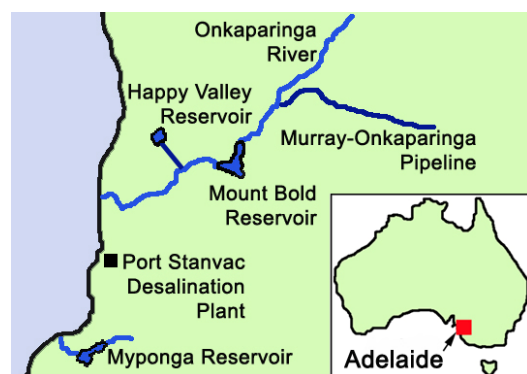 Onkaparinga
River
Happy Valley
Reservoir
Murray-Onkaparinga
Pipeline
Mount Bold
Reservoir
Port Stanvac
Desalination
Plant
Myponga Reservoir
Adelaide